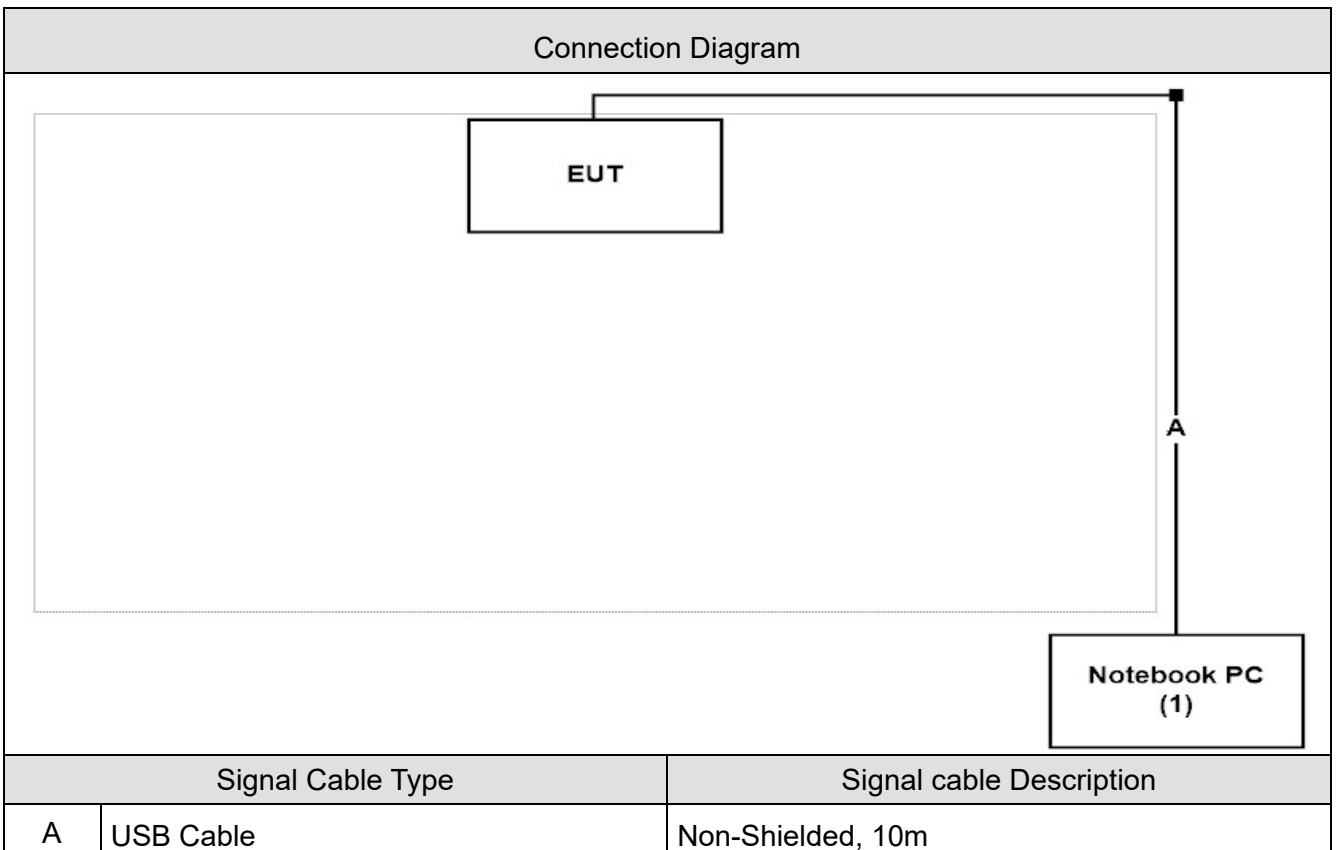 Connection Diagram
EUT
A
Notebook PC
(1)
Signal Cable Type Signal cable Description
A USB Cable Non-Shielded, 10m